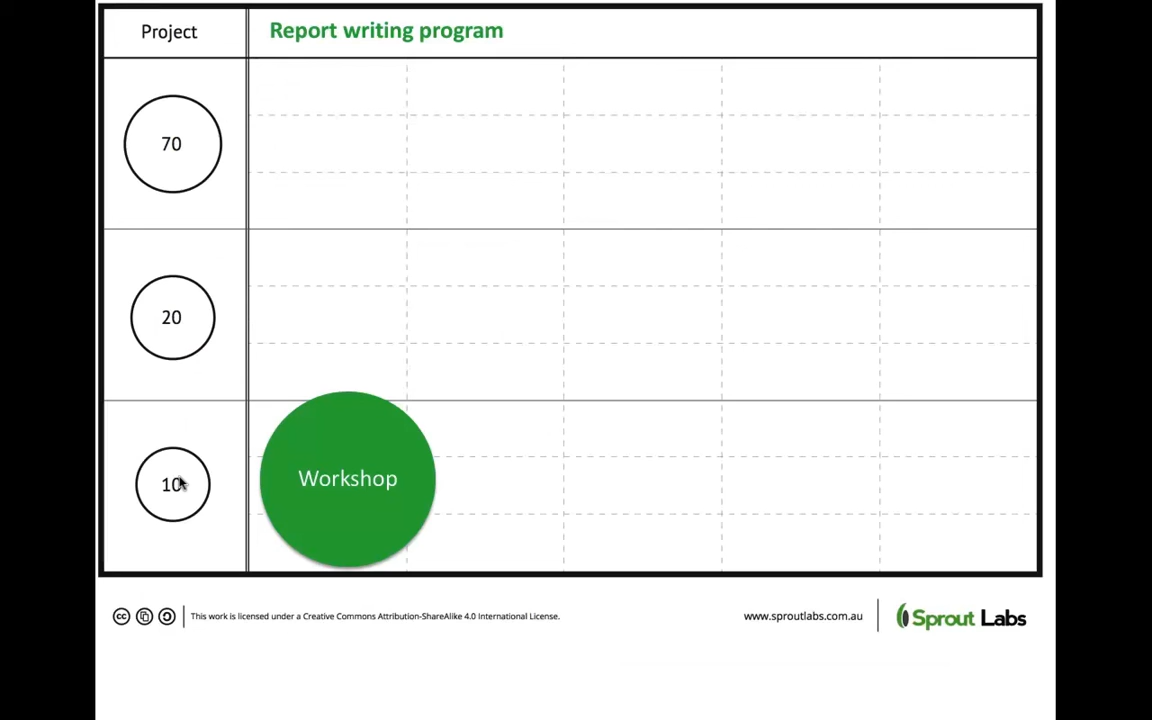 Project
Report writing program
70
20
10
Workshop
cc
This work is licensed under a Creative Commons Attribution-ShareAlike 4.0 International License.
www.sproutlabs.com.au
Sprout Labs